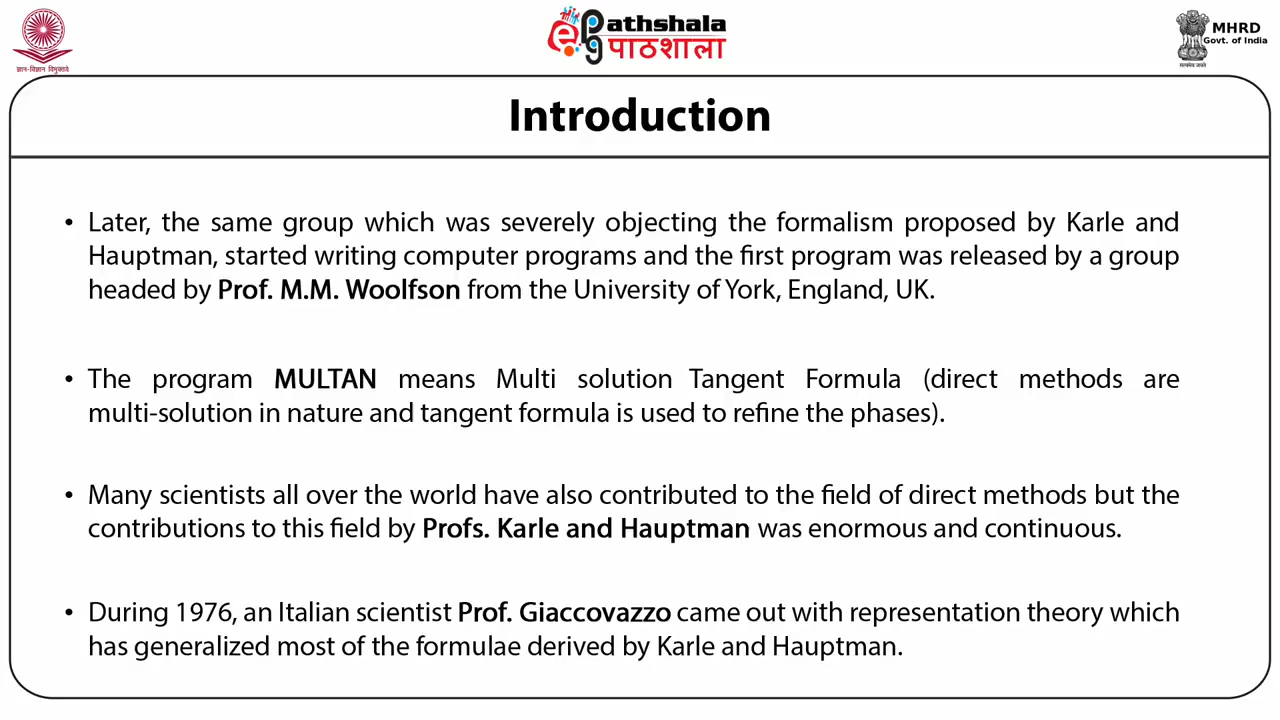 ज्ञान-विज्ञान विमुक्तये
ePg Pathshala
पाठशाला
MHRD
Govt. of India
सत्यमेव जयते
Introduction
• Later, the same group which was severely objecting the formalism proposed by Karle and
Hauptman, started writing computer programs and the first program was released by a group
headed by Prof. M.M. Woolfson from the University of York, England, UK.
• The program MULTAN means Multi solution Tangent Formula (direct methods are
multi-solution in nature and tangent formula is used to refine the phases).
• Many scientists all over the world have also contributed to the field of direct methods but the
contributions to this field by Profs. Karle and Hauptman was enormous and continuous.
• During 1976, an Italian scientist Prof. Giaccovazzo came out with representation theory which
has generalized most of the formulae derived by Karle and Hauptman.